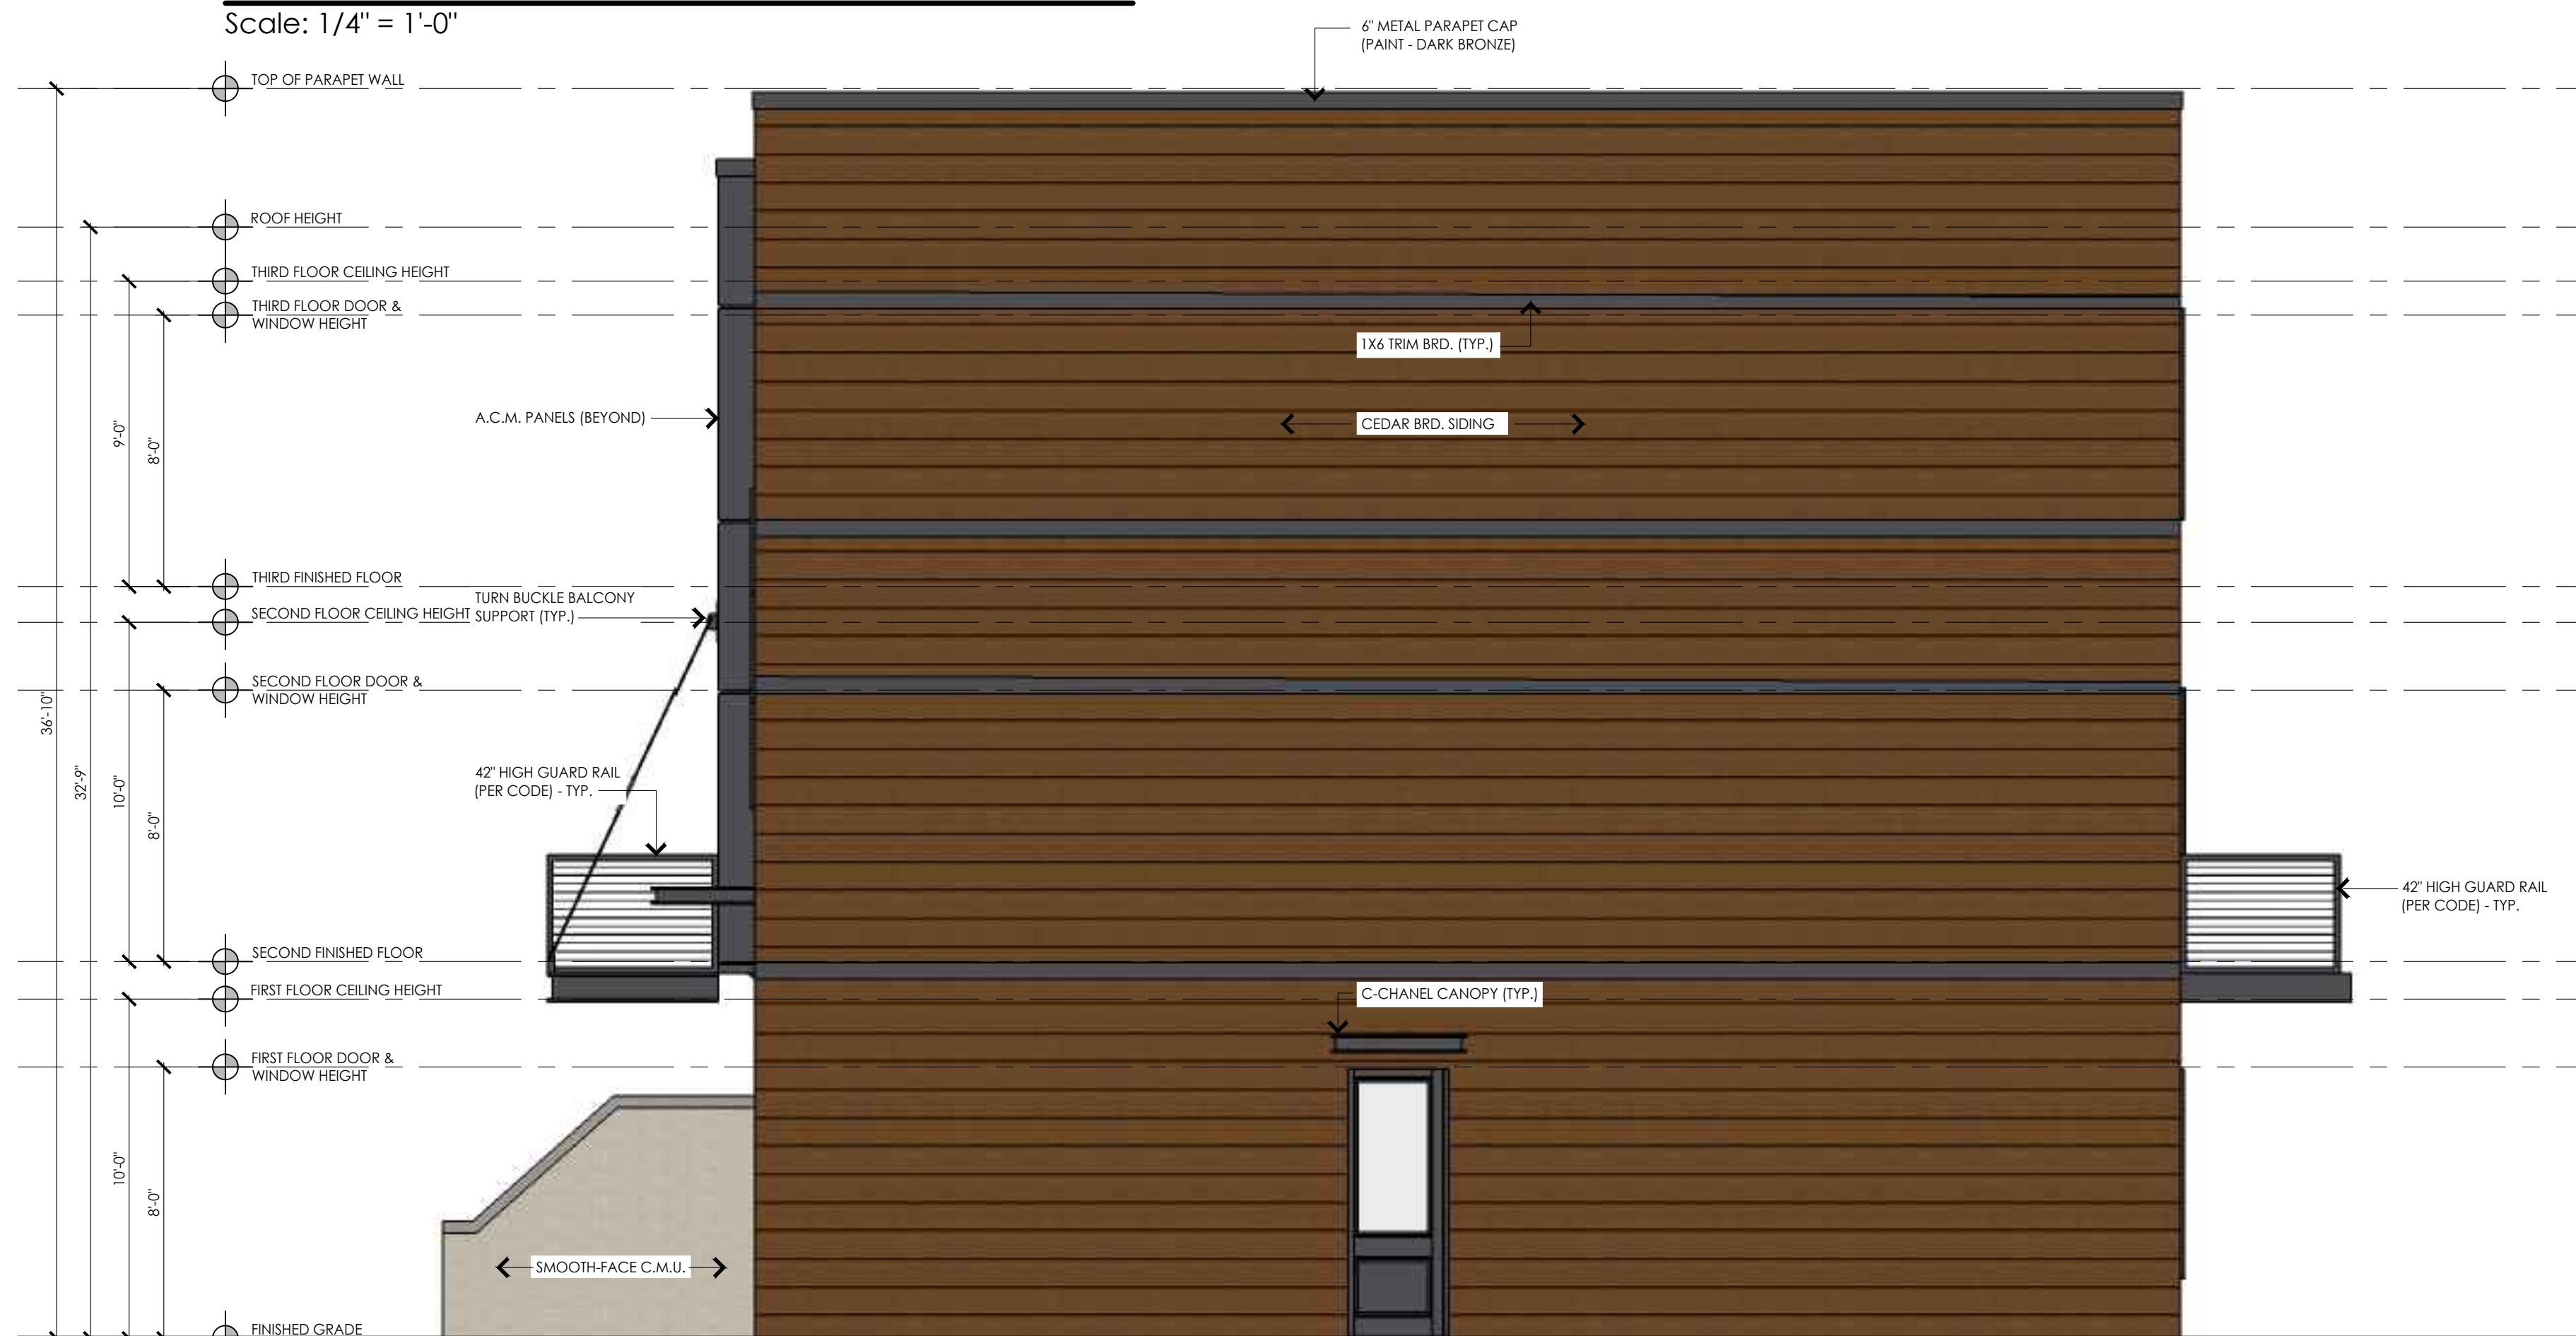 Scale: 1/4" = 1'-0"
6" METAL PARAPET CAP
(PAINT - DARK BRONZE)
TOP OF PARAPET WALL
ROOF HEIGHT
THIRD FLOOR CEILING HEIGHT
THIRD FLOOR DOOR &
WINDOW HEIGHT
1X6 TRIM BRD. (TYP.)
A.C.M. PANELS (BEYOND)
CEDAR BRD. SIDING
9'-0"
8'-0"
THIRD FINISHED FLOOR
TURN BUCKLE BALCONY
SUPPORT (TYP.)
SECOND FLOOR CEILING HEIGHT
SECOND FLOOR DOOR &
WINDOW HEIGHT
36'-10"
32'-9"
10'-0"
8'-0"
42" HIGH GUARD RAIL
(PER CODE) - TYP.
42" HIGH GUARD RAIL
(PER CODE) - TYP.
SECOND FINISHED FLOOR
FIRST FLOOR CEILING HEIGHT
C-CHANEL CANOPY (TYP.)
FIRST FLOOR DOOR &
WINDOW HEIGHT
10'-0"
8'-0"
SMOOTH-FACE C.M.U.
FINISHED GRADE